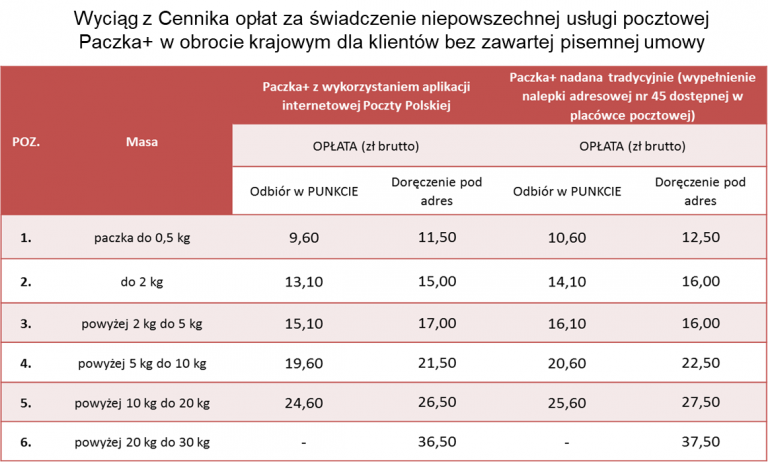 Wyciąg z Cennika opłat za świadczenie niepowszechnej usługi pocztowej
Paczka+ w obrocie krajowym dla klientów bez zawartej pisemnej umowy
POZ.
Masa
Paczka+ z wykorzystaniem aplikacji
internetowej Poczty Polskiej
Paczka+ nadana tradycyjnie (wypełnienie
nalepki adresowej nr 45 dostępnej w
placówce pocztowej)
OPŁATA (zł brutto)
OPŁATA (zł brutto)
Odbiór w PUNKCIE
Doręczenie pod
adres
Odbiór w PUNKCIE
Doręczenie pod
adres
1. paczka do 0,5 kg 9,60 11,50 10,60 12,50
2. do 2 kg 13,10 15,00 14,10 16,00
3. powyżej 2 kg do 5 kg 15,10 17,00 16,10 16,00
4. powyżej 5 kg do 10 kg 19,60 21,50 20,60 22,50
5. powyżej 10 kg do 20 kg 24,60 26,50 25,60 27,50
6. powyżej 20 kg do 30 kg - 36,50 - 37,50